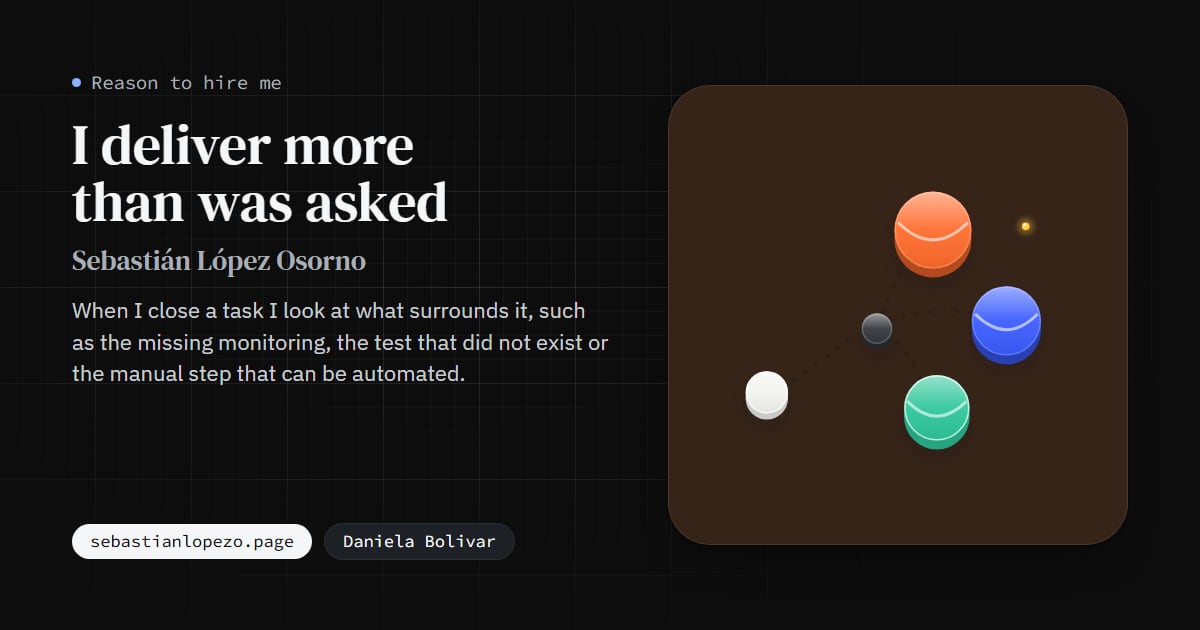 Reason to hire me
I deliver more
than was asked
Sebastián López Osorno
When I close a task I look at what surrounds it, such
as the missing monitoring, the test that did not exist or
the manual step that can be automated.
sebastianlopezo.page
Daniela Bolivar